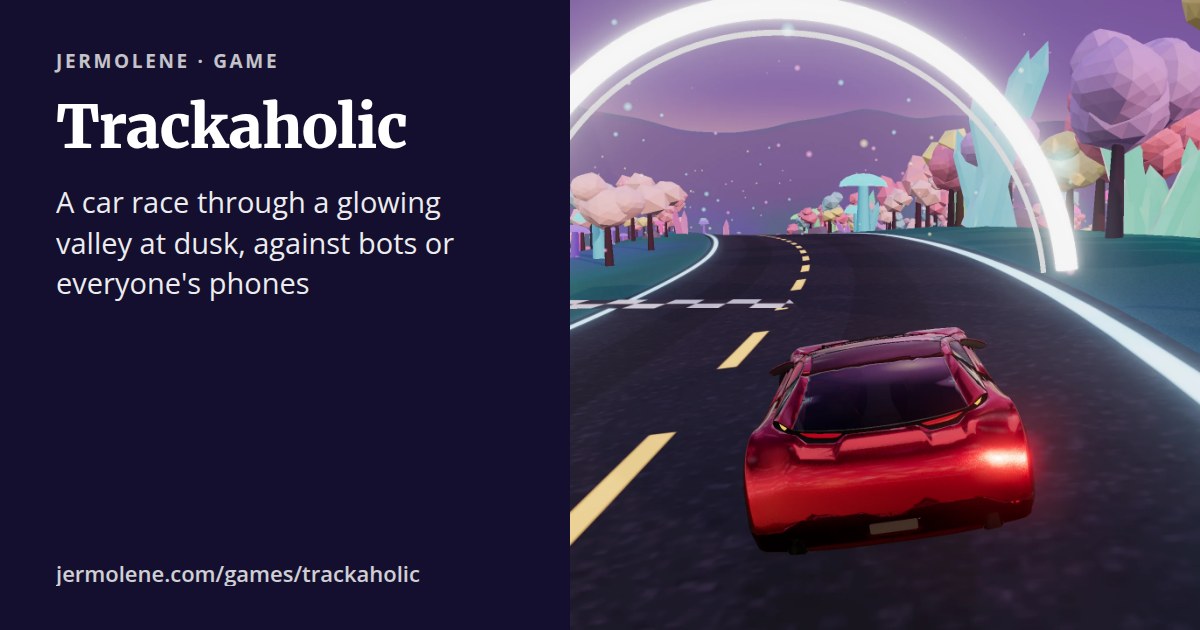 JERMOLENE · GAME
Trackaholic
A car race through a glowing
valley at dusk, against bots or
everyone's phones
jermolene.com/games/trackaholic